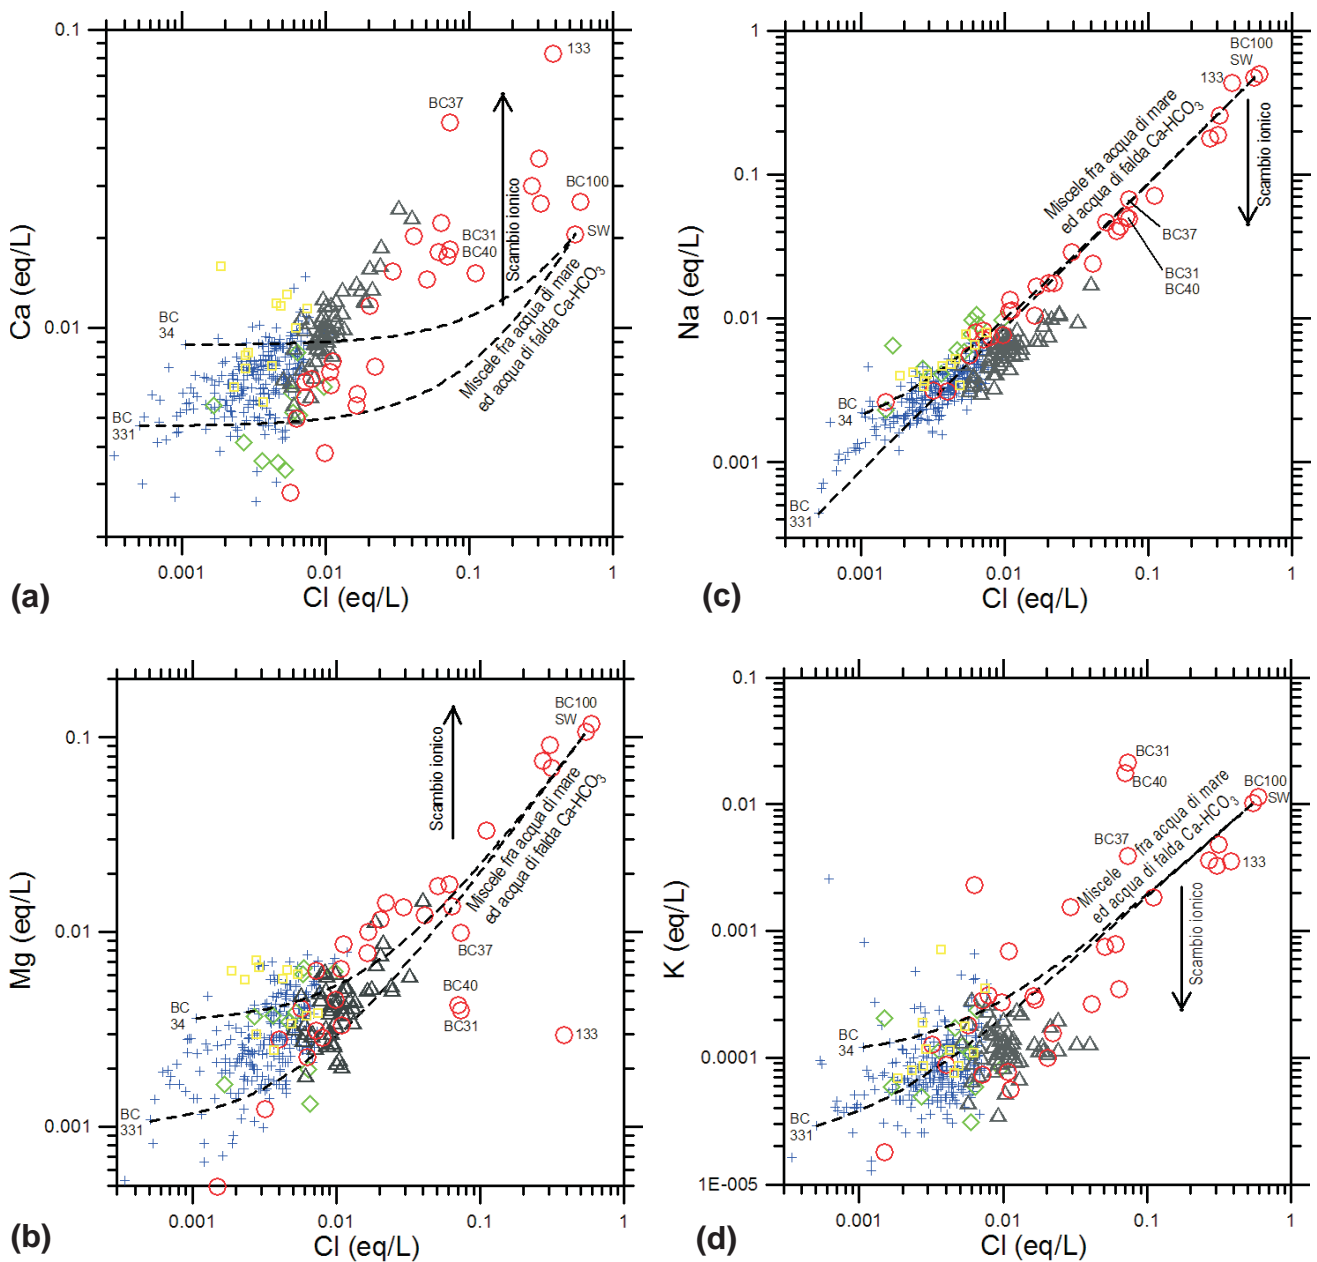 0.1
0.01
Ca (eq/L)
133
BC37
BC100
SW
BC31
BC40
Scambio ionico
Miscele fra acqua di mare
ed acqua di falda Ca-HCO3
BC
34
BC
331
0.001
0.01
0.1
1
Cl (eq/L)
(a)
1
0.1
0.01
0.001
Na (eq/L)
BC100
SW
133
Miscele fra acqua di mare
ed acqua di falda Ca-HCO3
Scambio ionico
BC37
BC31
BC40
BC
34
BC
331
0.001
0.01
0.1
1
Cl (eq/L)
(c)
0.1
0.01
0.001
Mg (eq/L)
BC100
SW
Scambio ionico
Miscele fra acqua di mare
ed acqua di falda Ca-HCO3
BC37
BC40
BC31
133
BC
34
BC
331
0.001
0.01
0.1
1
Cl (eq/L)
(b)
0.1
0.01
0.001
0.0001
1E-005
K (eq/L)
BC31
BC40
BC100
SW
BC37
133
Miscele fra acqua di mare
ed acqua di falda Ca-HCO3
Scambio ionico
BC
34
BC
331
0.001
0.01
0.1
1
Cl (eq/L)
(d)